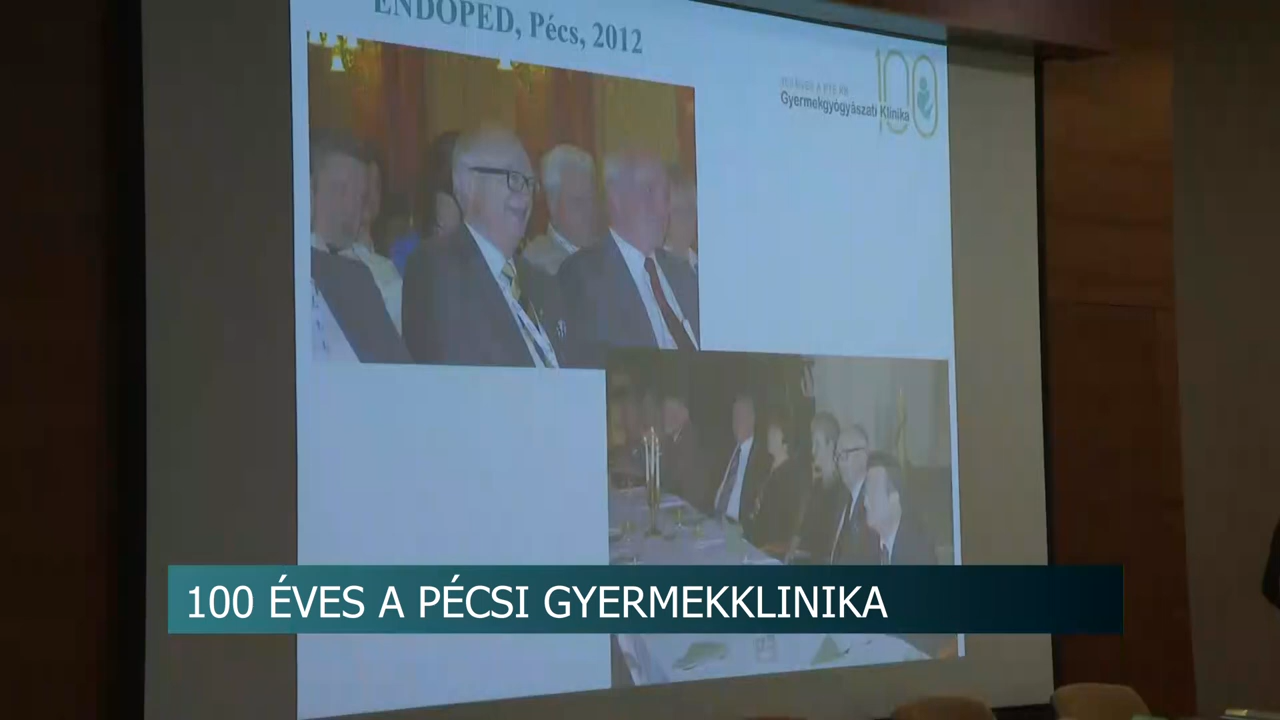 ENDOPED, Pécs, 2012
100
Gyermekgyógyászati Klinika
100 ÉVES A PÉCSI GYERMEKKLINIKA